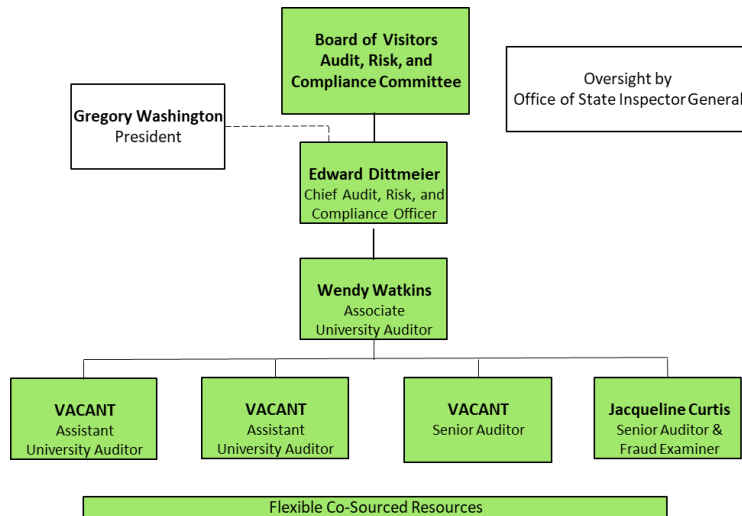 Board of Visitors
Audit, Risk, and
Compliance Committee
Oversight by
Office of State Inspector General
Gregory Washington
President
Edward Dittmeier
Chief Audit, Risk, and
Compliance Officer
Wendy Watkins
Associate
University Auditor
VACANT
Assistant
University Auditor
VACANT
Assistant
University Auditor
VACANT
Senior Auditor
Jacqueline Curtis
Senior Auditor &
Fraud Examiner
Flexible Co-Sourced Resources